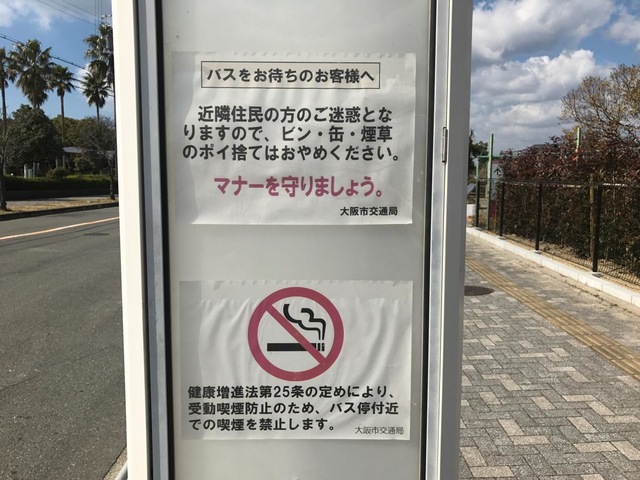 バスをお待ちのお客様へ
近隣住民の方のご迷惑とな
りますので、ビン・缶・煙草
のポイ捨てはおやめください。
マナーを守りましょう。
大阪市交通局
健康増進法第25条の定めにより、
受動喫煙防止のため、バス停付近
での喫煙を禁止します。
大阪市交通局